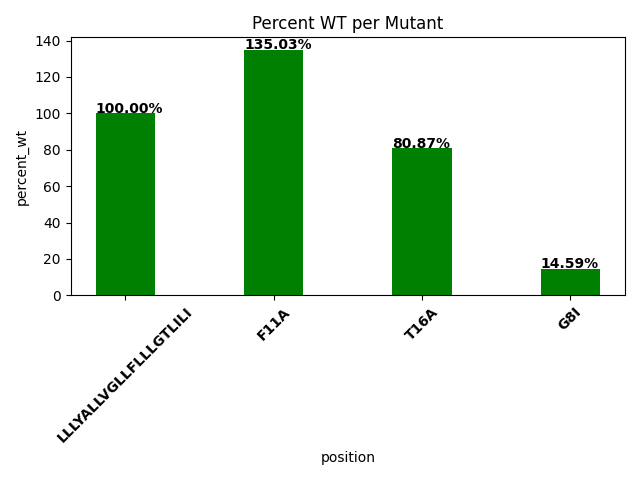 Percent WT per Mutant
percent_wt
140
120
100
80
60
40
20
0
100.00%
135.03%
80.87%
14.59%
LLLYALLVGLLFLLLGTLILI
F11A
T16A
G8I
position